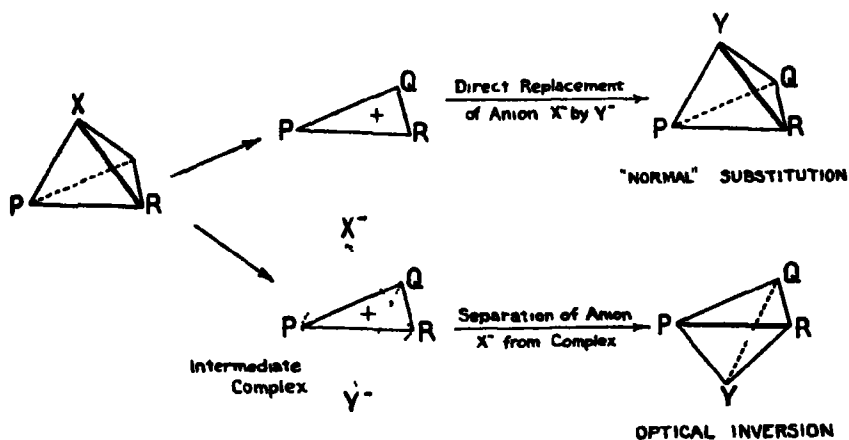 X
P
R
P
Q
R
+
Direct Replacement
of Anion X⁻ by Y⁻
Y
P
Q
R
"NORMAL" SUBSTITUTION
X⁻
P
Q
R
+
Intermediate
Complex
Y⁻
Separation of Anion
X⁻ from Complex
P
Q
R
Y
OPTICAL INVERSION